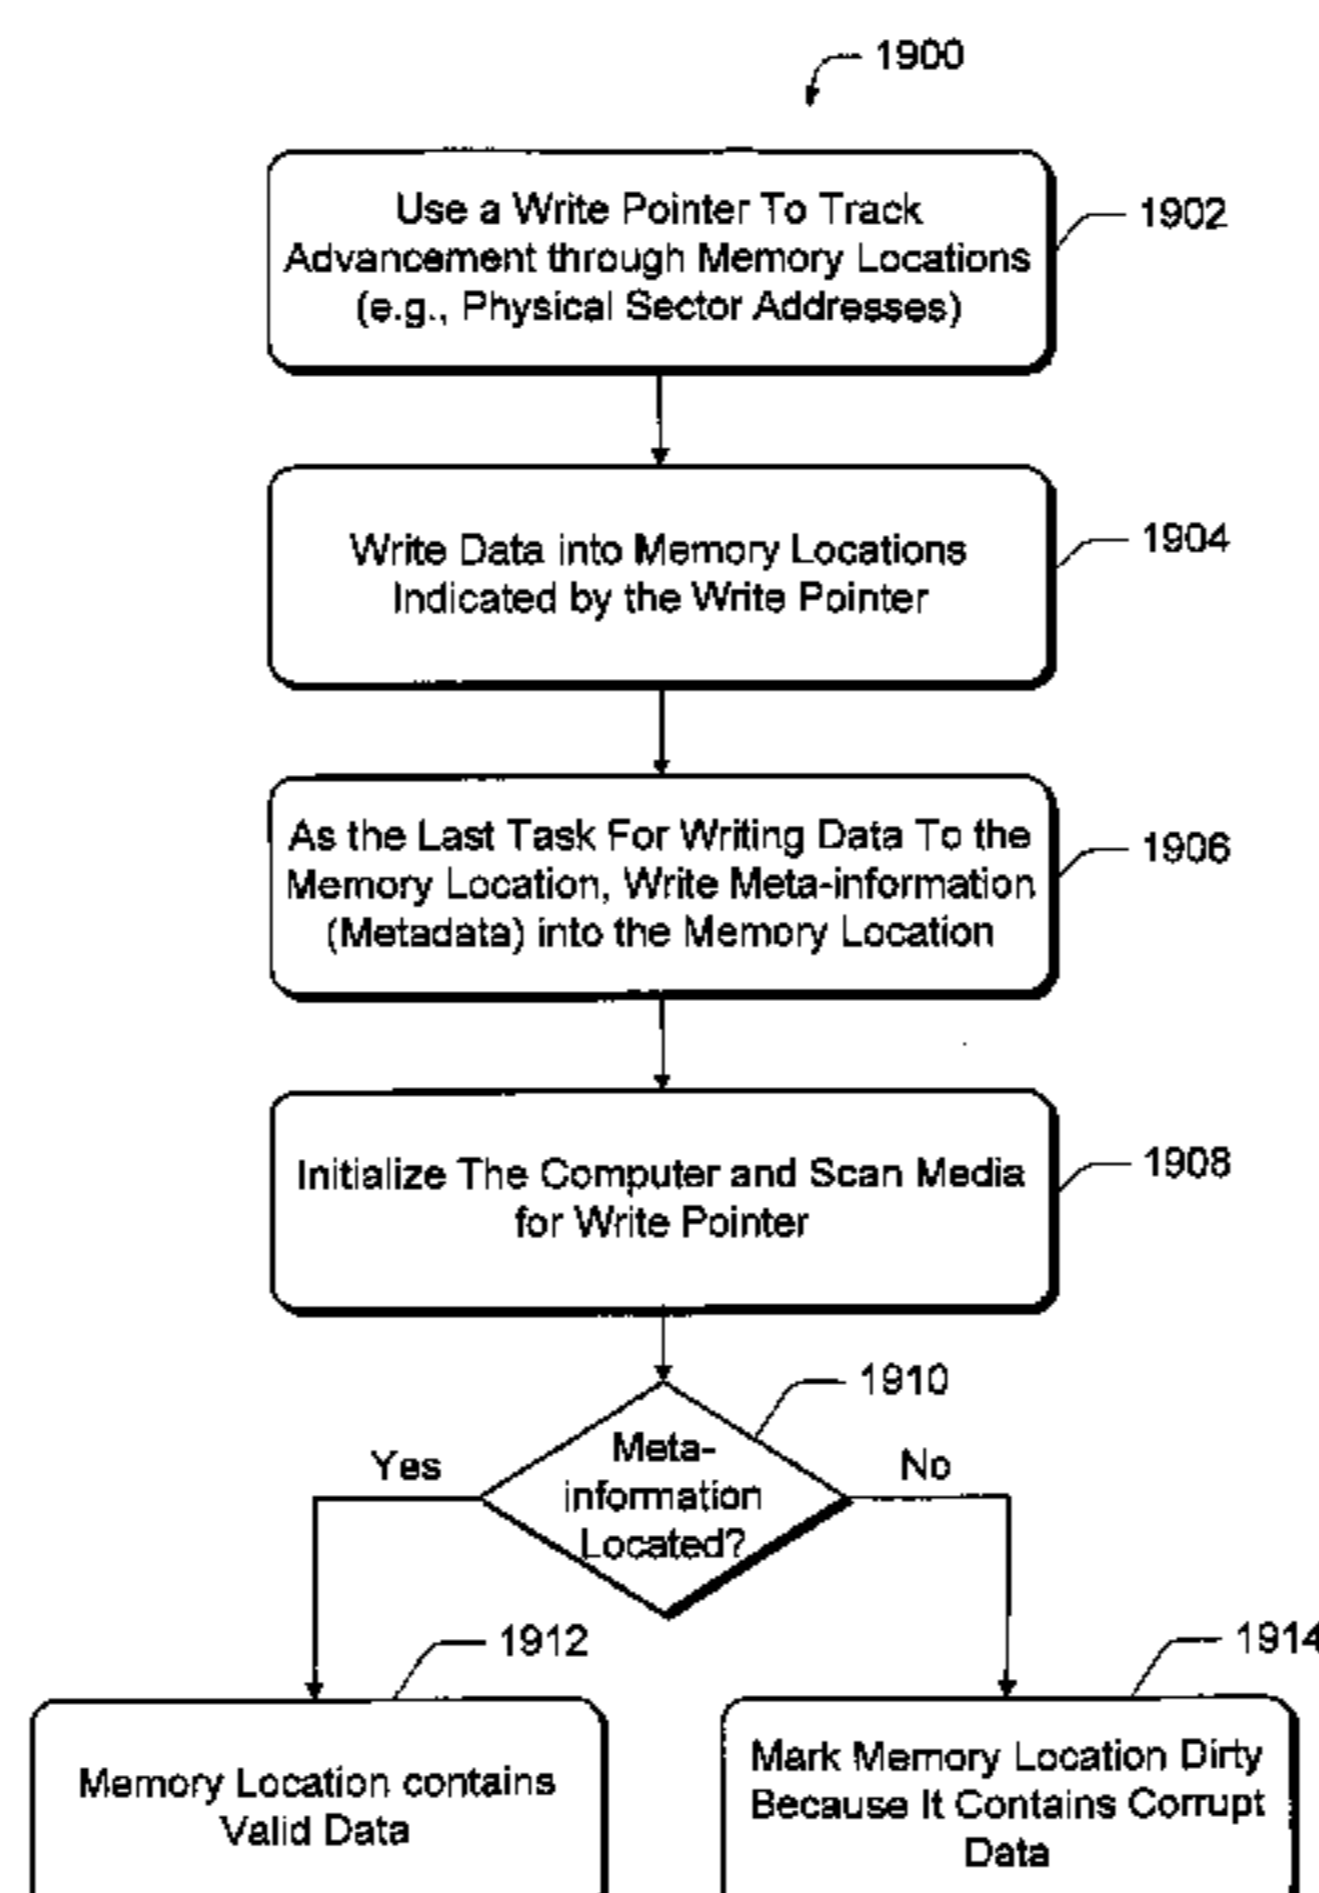 1900
Use a Write Pointer To Track
Advancement through Memory Locations
(e.g., Physical Sector Addresses)
1902
Write Data into Memory Locations
Indicated by the Write Pointer
1904
As the Last Task For Writing Data To the
Memory Location, Write Meta-information
(Metadata) into the Memory Location
1906
Initialize The Computer and Scan Media
for Write Pointer
1908
1910
Meta-
information
Located?
Yes
No
1912
Memory Location contains
Valid Data
1914
Mark Memory Location Dirty
Because It Contains Corrupt
Data